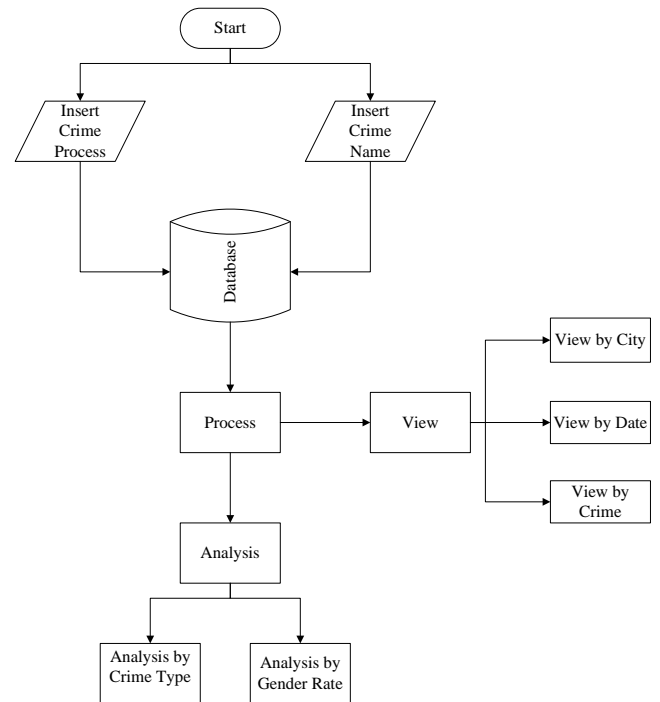 Start
Insert
Crime
Process
Insert
Crime
Name
Database
View by City
Process
View
View by Date
View by
Crime
Analysis
Analysis by
Crime Type
Analysis by
Gender Rate